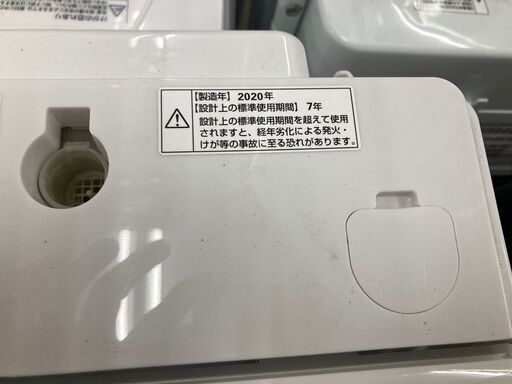 【製造年】2020年
【設計上の標準使用期間】7年
設計上の標準使用期間を超えて使用
されますと、経年劣化による発火・
けが等の事故に至る恐れがあります。